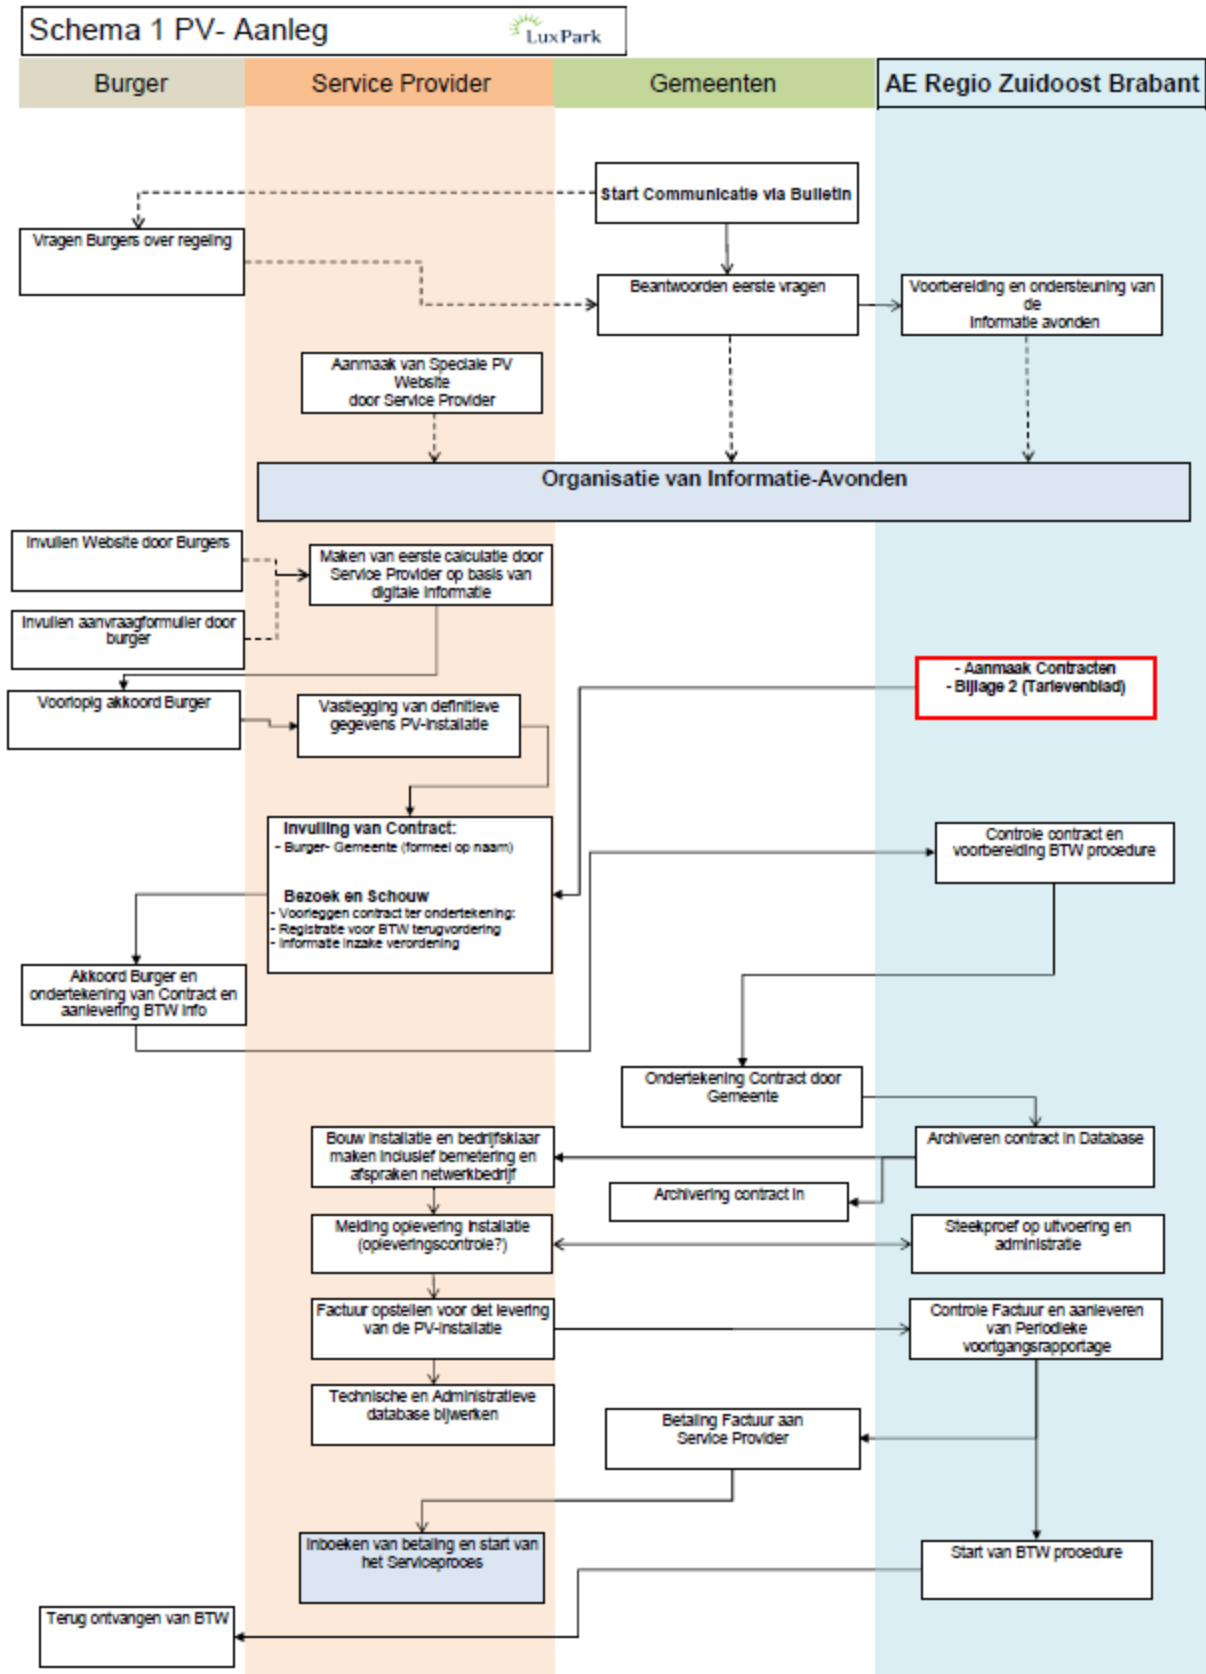 Schema 1 PV- Aanleg
LuxPark
Burger
Service Provider
Gemeenten
AE Regio Zuidoost Brabant
Start Communicatie via Bulletin
Vragen Burgers over regeling
Beantwoorden eerste vragen
Voorbereiding en ondersteuning van
de
Informatie avonden
Aanmaak van Speciale PV
Website
door Service Provider
Organisatie van Informatie-Avonden
Invullen Website door Burgers
Maken van eerste calculatie door
Service Provider op basis van
digitale informatie
Invullen aanvraagformulier door
burger
- Aanmaak Contracten
- Bijlage 2 (Tarievenblad)
Voorlopig akkoord Burger
Vastlegging van definitieve
gegevens PV-installatie
Invulling van Contract:
- Burger- Gemeente (formeel op naam)
Controle contract en
voorbereiding BTW procedure
Bezoek en Schouw
- Voorleggen contract ter ondertekening:
- Registratie voor BTW terugvordering
- Informatie inzake verordening
Akkoord Burger en
ondertekening van Contract en
aanlevering BTW info
Ondertekening Contract door
Gemeente
Bouw installatie en bedrijfsklaar
maken inclusief bemetering en
afspraken netwerkbedrijf
Archiveren contract in Database
Archivering contract in
Melding oplevering installatie
(opleveringscontrole?)
Steekproef op uitvoering en
administratie
Factuur opstellen voor det levering
van de PV-installatie
Controle Factuur en aanleveren
van Periodieke
voortgangsrapportage
Technische en Administratieve
database bijwerken
Betaling Factuur aan
Service Provider
Inboeken van betaling en start van
het Serviceproces
Start van BTW procedure
Terug ontvangen van BTW